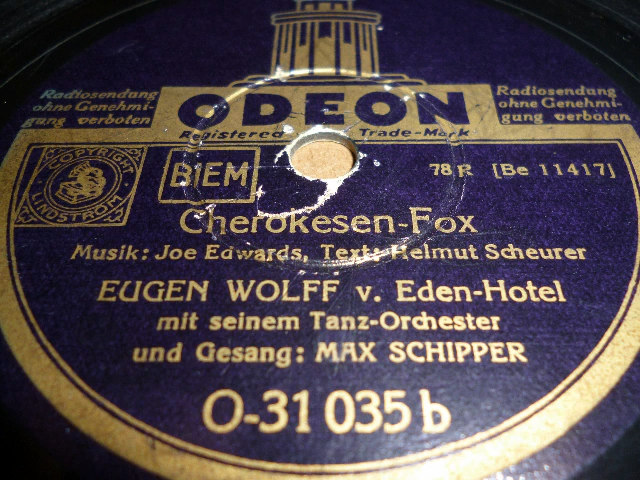 Radiosendung
ohne Genehmi-
gung verboten
ODEON
Registered Trade-Mark
Radiosendung
ohne Genehmi-
gung verboten
COPYRIGHT
LINDSTRÖM
BIEM
78 R [Be 11417]
Cherokesen-Fox
Musik: Joe Edwards, Text: Helmut Scheurer
EUGEN WOLFF v. Eden-Hotel
mit seinem Tanz-Orchester
und Gesang: MAX SCHIPPER
O-31 035 b